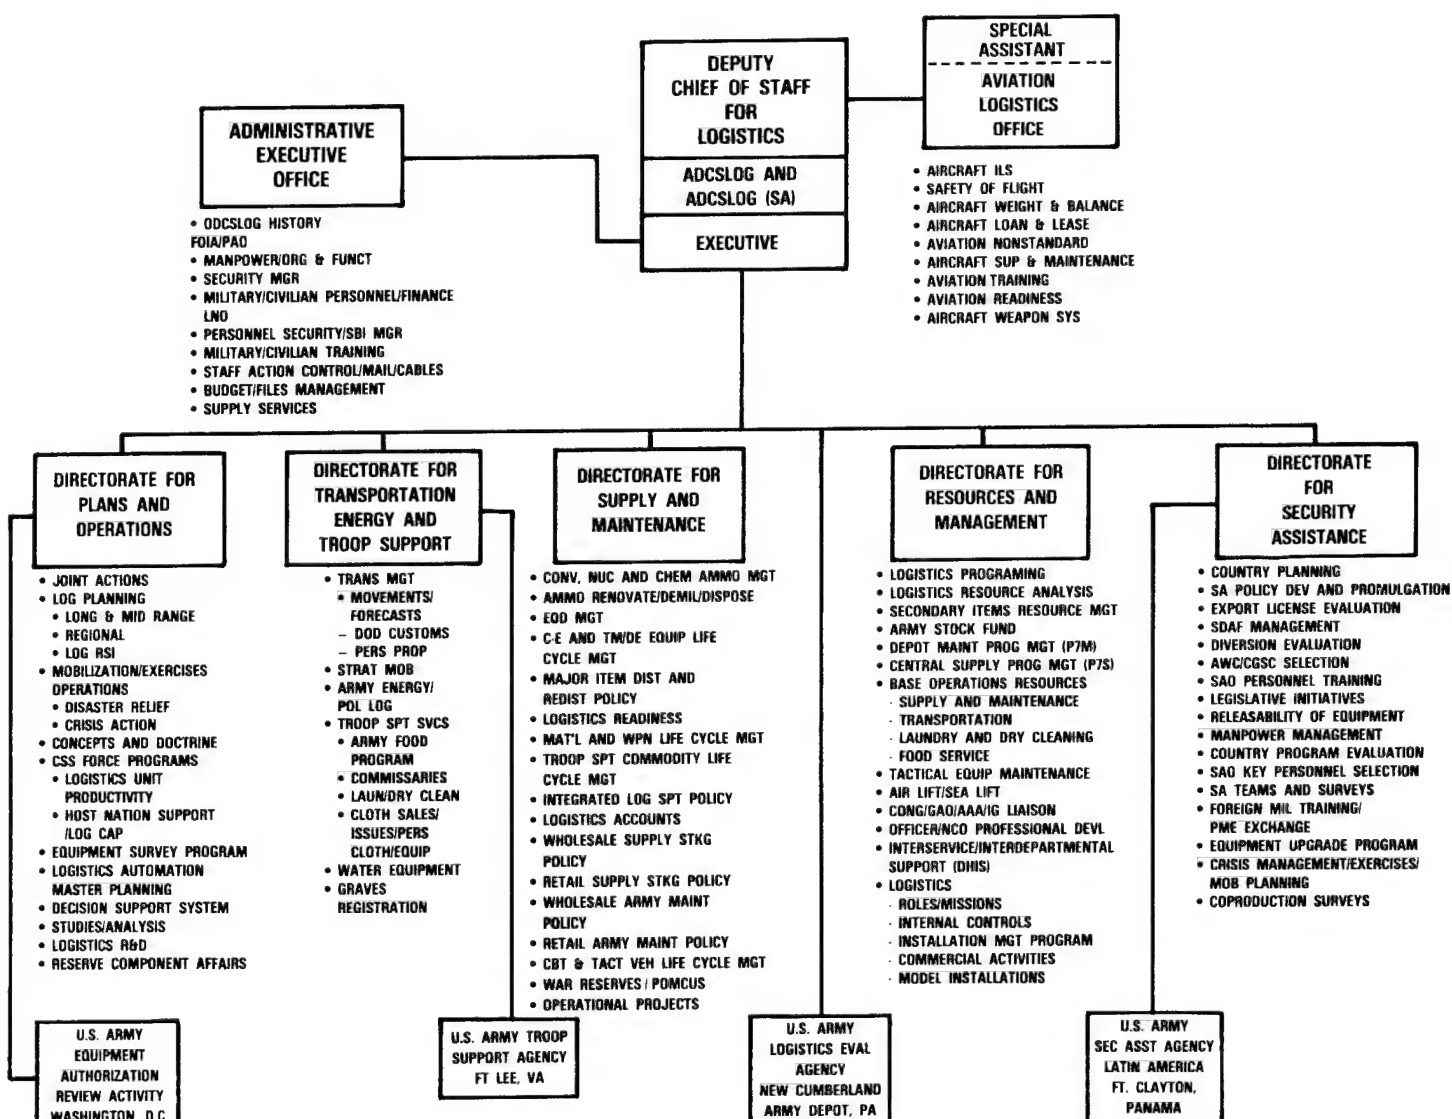 DEPUTY
CHIEF OF STAFF
FOR
LOGISTICS
ADCSLOG AND
ADCSLOG (SA)
EXECUTIVE
SPECIAL
ASSISTANT
AVIATION
LOGISTICS
OFFICE
• AIRCRAFT ILS
• SAFETY OF FLIGHT
• AIRCRAFT WEIGHT & BALANCE
• AIRCRAFT LOAN & LEASE
• AVIATION NONSTANDARD
• AIRCRAFT SUP & MAINTENANCE
• AVIATION TRAINING
• AVIATION READINESS
• AIRCRAFT WEAPON SYS
ADMINISTRATIVE
EXECUTIVE
OFFICE
• ODCSLOG HISTORY
FOIA/PAO
• MANPOWER/ORG & FUNCT
• SECURITY MGR
• MILITARY/CIVILIAN PERSONNEL/FINANCE
LNO
• PERSONNEL SECURITY/SBI MGR
• MILITARY/CIVILIAN TRAINING
• STAFF ACTION CONTROL/MAIL/CABLES
• BUDGET/FILES MANAGEMENT
• SUPPLY SERVICES
DIRECTORATE FOR
PLANS AND
OPERATIONS
• JOINT ACTIONS
• LOG PLANNING
• LONG & MID RANGE
• REGIONAL
• LOG RSI
• MOBILIZATION/EXERCISES
OPERATIONS
• DISASTER RELIEF
• CRISIS ACTION
• CONCEPTS AND DOCTRINE
• CSS FORCE PROGRAMS
• LOGISTICS UNIT
PRODUCTIVITY
• HOST NATION SUPPORT
/LOG CAP
• EQUIPMENT SURVEY PROGRAM
• LOGISTICS AUTOMATION
MASTER PLANNING
• DECISION SUPPORT SYSTEM
• STUDIES/ANALYSIS
• LOGISTICS R&D
• RESERVE COMPONENT AFFAIRS
U.S. ARMY
EQUIPMENT
AUTHORIZATION
REVIEW ACTIVITY
WASHINGTON, D.C.
DIRECTORATE FOR
TRANSPORTATION
ENERGY AND
TROOP SUPPORT
• TRANS MGT
• MOVEMENTS/
FORECASTS
– DOD CUSTOMS
– PERS PROP
• STRAT MOB
• ARMY ENERGY/
POL LOG
• TROOP SPT SVCS
• ARMY FOOD
PROGRAM
• COMMISSARIES
• LAUN/DRY CLEAN
• CLOTH SALES/
ISSUES/PERS
CLOTH/EQUIP
• WATER EQUIPMENT
• GRAVES
REGISTRATION
U.S. ARMY TROOP
SUPPORT AGENCY
FT LEE, VA
DIRECTORATE FOR
SUPPLY AND
MAINTENANCE
• CONV, NUC AND CHEM AMMO MGT
• AMMO RENOVATE/DEMIL/DISPOSE
• EOD MGT
• C-E AND TM/DE EQUIP LIFE
CYCLE MGT
• MAJOR ITEM DIST AND
REDIST POLICY
• LOGISTICS READINESS
• MAT'L AND WPN LIFE CYCLE MGT
• TROOP SPT COMMODITY LIFE
CYCLE MGT
• INTEGRATED LOG SPT POLICY
• LOGISTICS ACCOUNTS
• WHOLESALE SUPPLY STKG
POLICY
• RETAIL SUPPLY STKG POLICY
• WHOLESALE ARMY MAINT
POLICY
• RETAIL ARMY MAINT POLICY
• CBT & TACT VEH LIFE CYCLE MGT
• WAR RESERVES / POMCUS
• OPERATIONAL PROJECTS
U.S. ARMY
LOGISTICS EVAL
AGENCY
NEW CUMBERLAND
ARMY DEPOT, PA
DIRECTORATE FOR
RESOURCES AND
MANAGEMENT
• LOGISTICS PROGRAMING
• LOGISTICS RESOURCE ANALYSIS
• SECONDARY ITEMS RESOURCE MGT
• ARMY STOCK FUND
• DEPOT MAINT PROG MGT (P7M)
• CENTRAL SUPPLY PROG MGT (P7S)
• BASE OPERATIONS RESOURCES
- SUPPLY AND MAINTENANCE
- TRANSPORTATION
- LAUNDRY AND DRY CLEANING
- FOOD SERVICE
• TACTICAL EQUIP MAINTENANCE
• AIR LIFT/SEA LIFT
• CONG/GAO/AAA/IG LIAISON
• OFFICER/NCO PROFESSIONAL DEVL
• INTERSERVICE/INTERDEPARTMENTAL
SUPPORT (DHIS)
• LOGISTICS
- ROLES/MISSIONS
- INTERNAL CONTROLS
- INSTALLATION MGT PROGRAM
- COMMERCIAL ACTIVITIES
- MODEL INSTALLATIONS
DIRECTORATE
FOR
SECURITY
ASSISTANCE
• COUNTRY PLANNING
• SA POLICY DEV AND PROMULGATION
• EXPORT LICENSE EVALUATION
• SDAF MANAGEMENT
• DIVERSION EVALUATION
• AWC/CGSC SELECTION
• SAO PERSONNEL TRAINING
• LEGISLATIVE INITIATIVES
• RELEASABILITY OF EQUIPMENT
• MANPOWER MANAGEMENT
• COUNTRY PROGRAM EVALUATION
• SAO KEY PERSONNEL SELECTION
• SA TEAMS AND SURVEYS
• FOREIGN MIL TRAINING/
PME EXCHANGE
• EQUIPMENT UPGRADE PROGRAM
• CRISIS MANAGEMENT/EXERCISES/
MOB PLANNING
• COPRODUCTION SURVEYS
U.S. ARMY
SEC ASST AGENCY
LATIN AMERICA
FT. CLAYTON,
PANAMA